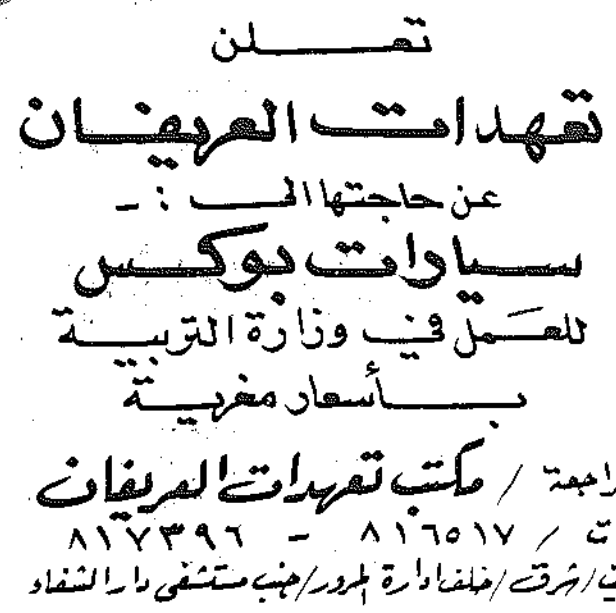 تعلن
تعهدات العريفان
عن حاجتها الى :-
سيارات بوكس
للعمل في وزارة التربية
بأسعار مغرية
مكتب تعهدات العريفان /
/ ٨١٦٥١٧ - ٨١٧٣٩٦
/ شرق / خلف ادارة المرور / جنب مستشفى دار الشفاء